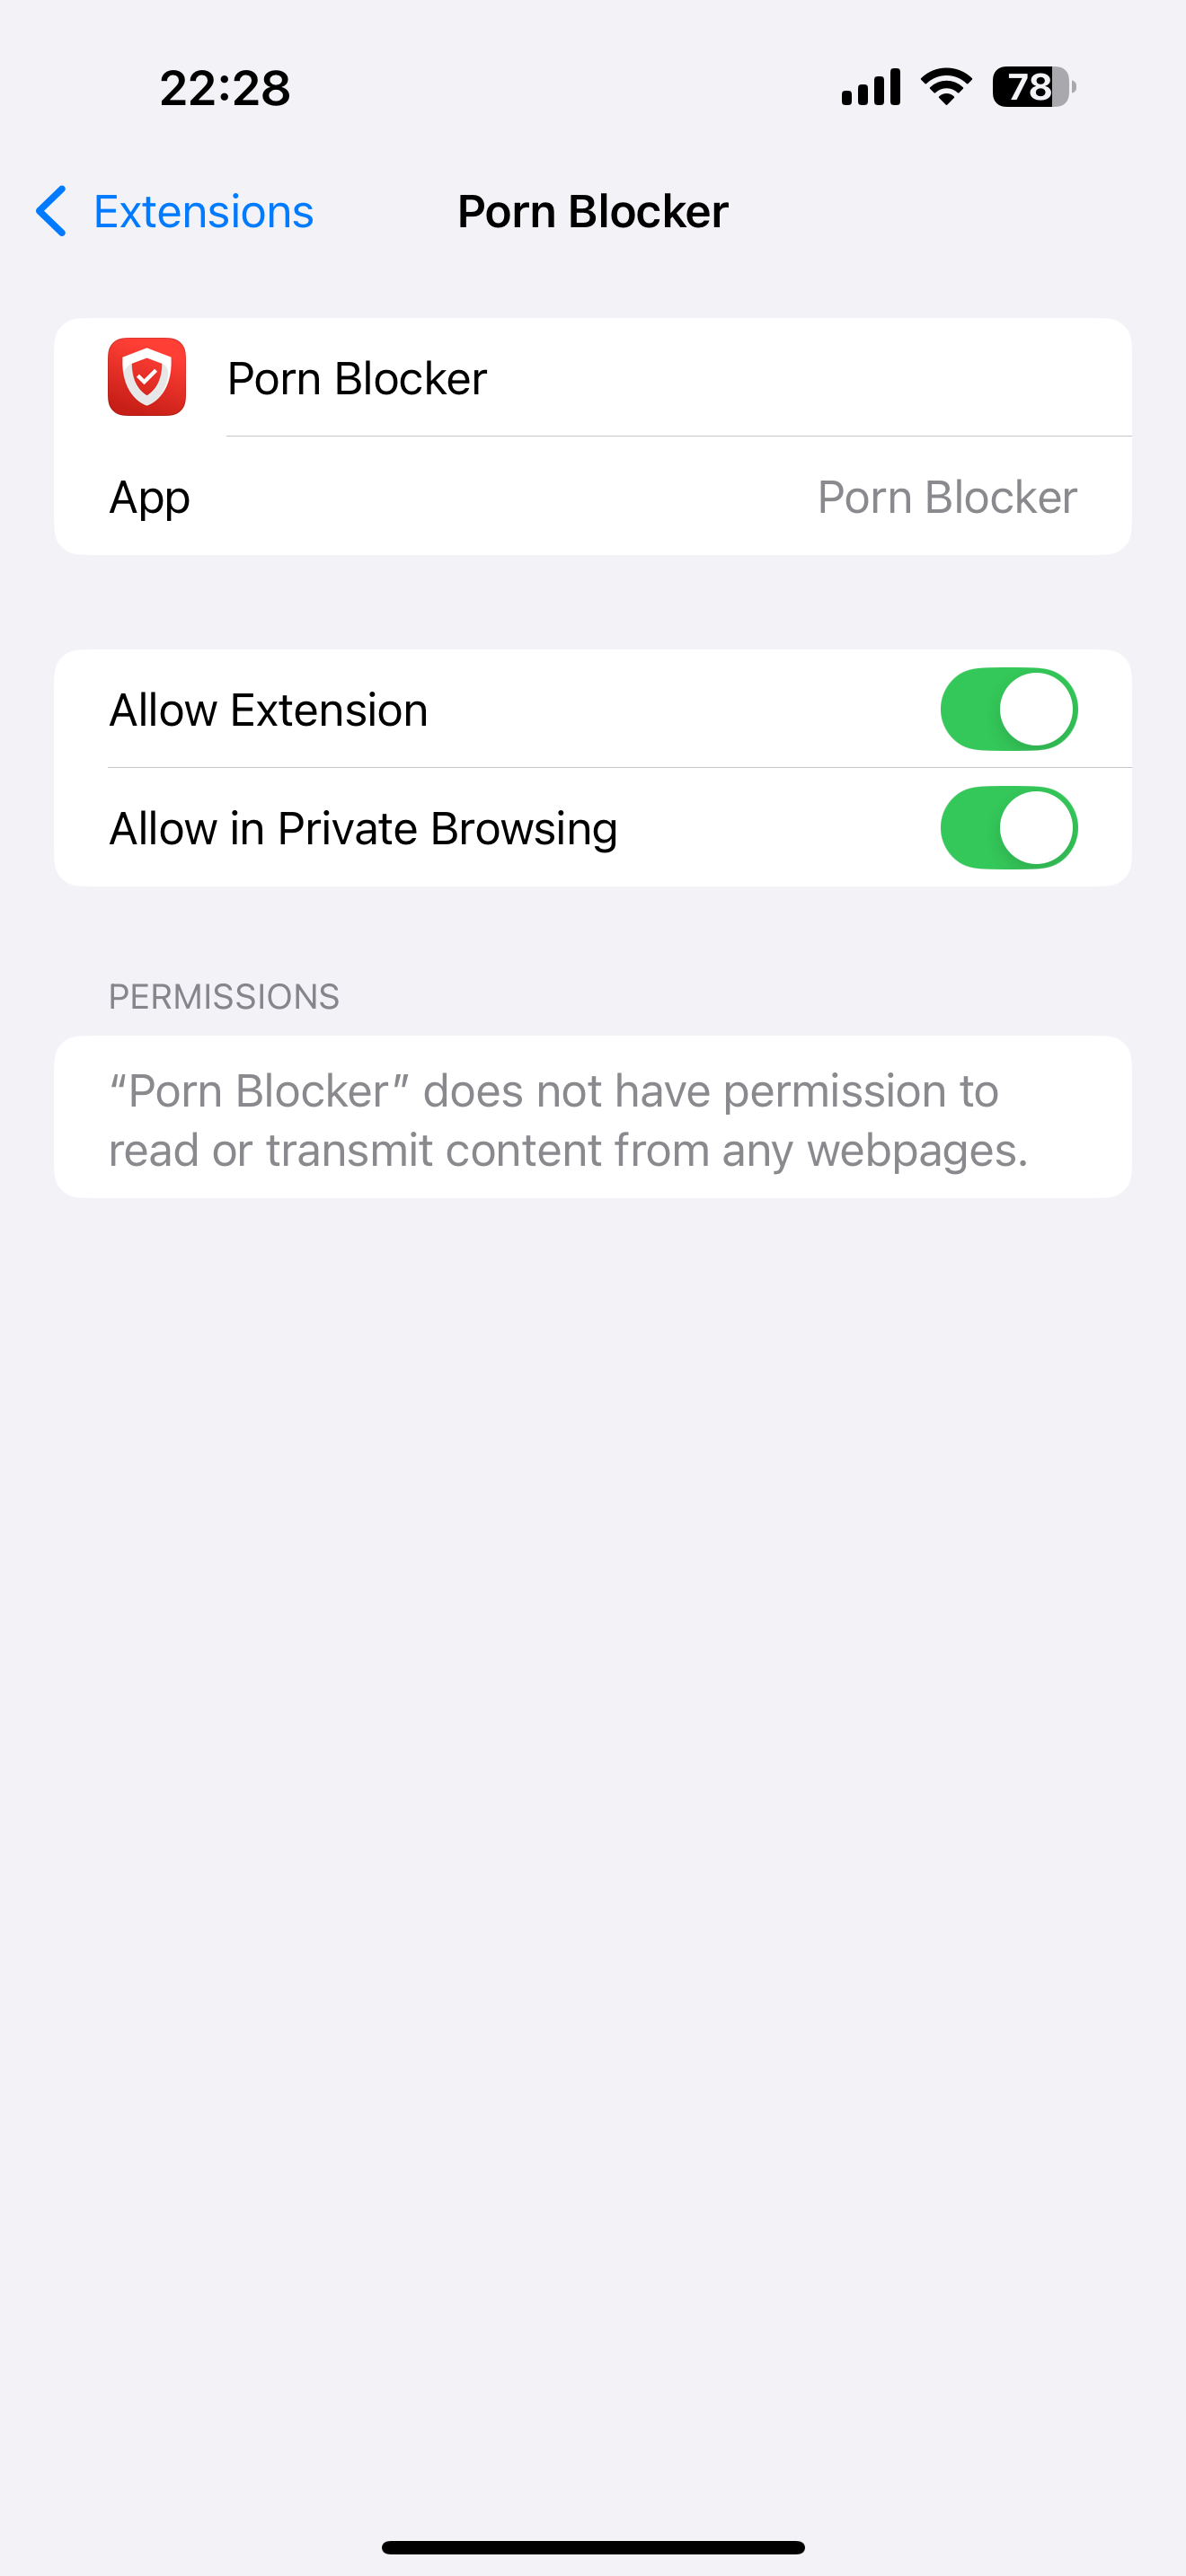 22:28
78
Extensions
Porn Blocker
Porn Blocker
App
Porn Blocker
Allow Extension
Allow in Private Browsing
PERMISSIONS
“Porn Blocker” does not have permission to
read or transmit content from any webpages.